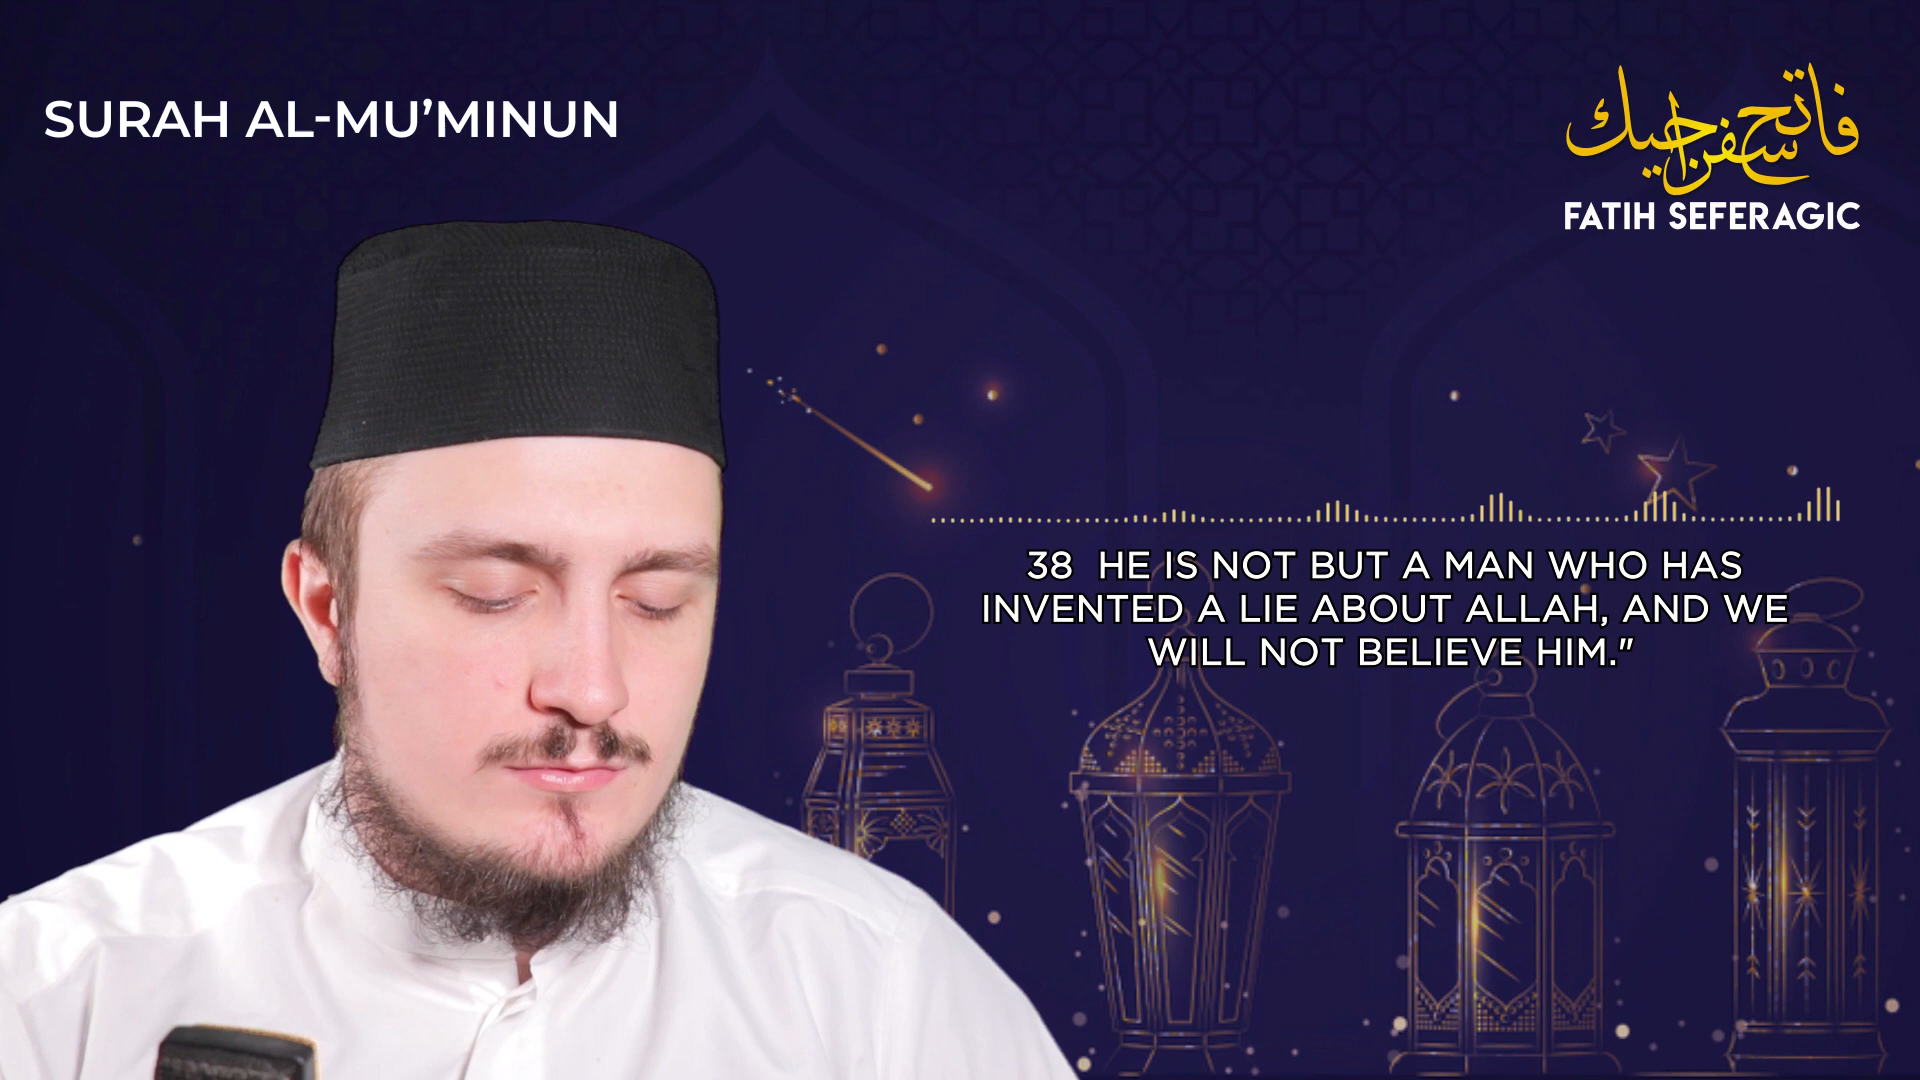 SURAH AL-MU’MINUN
فاتح سفراجيك
FATIH SEFERAGIC
38  HE IS NOT BUT A MAN WHO HAS
INVENTED A LIE ABOUT ALLAH, AND WE
WILL NOT BELIEVE HIM."